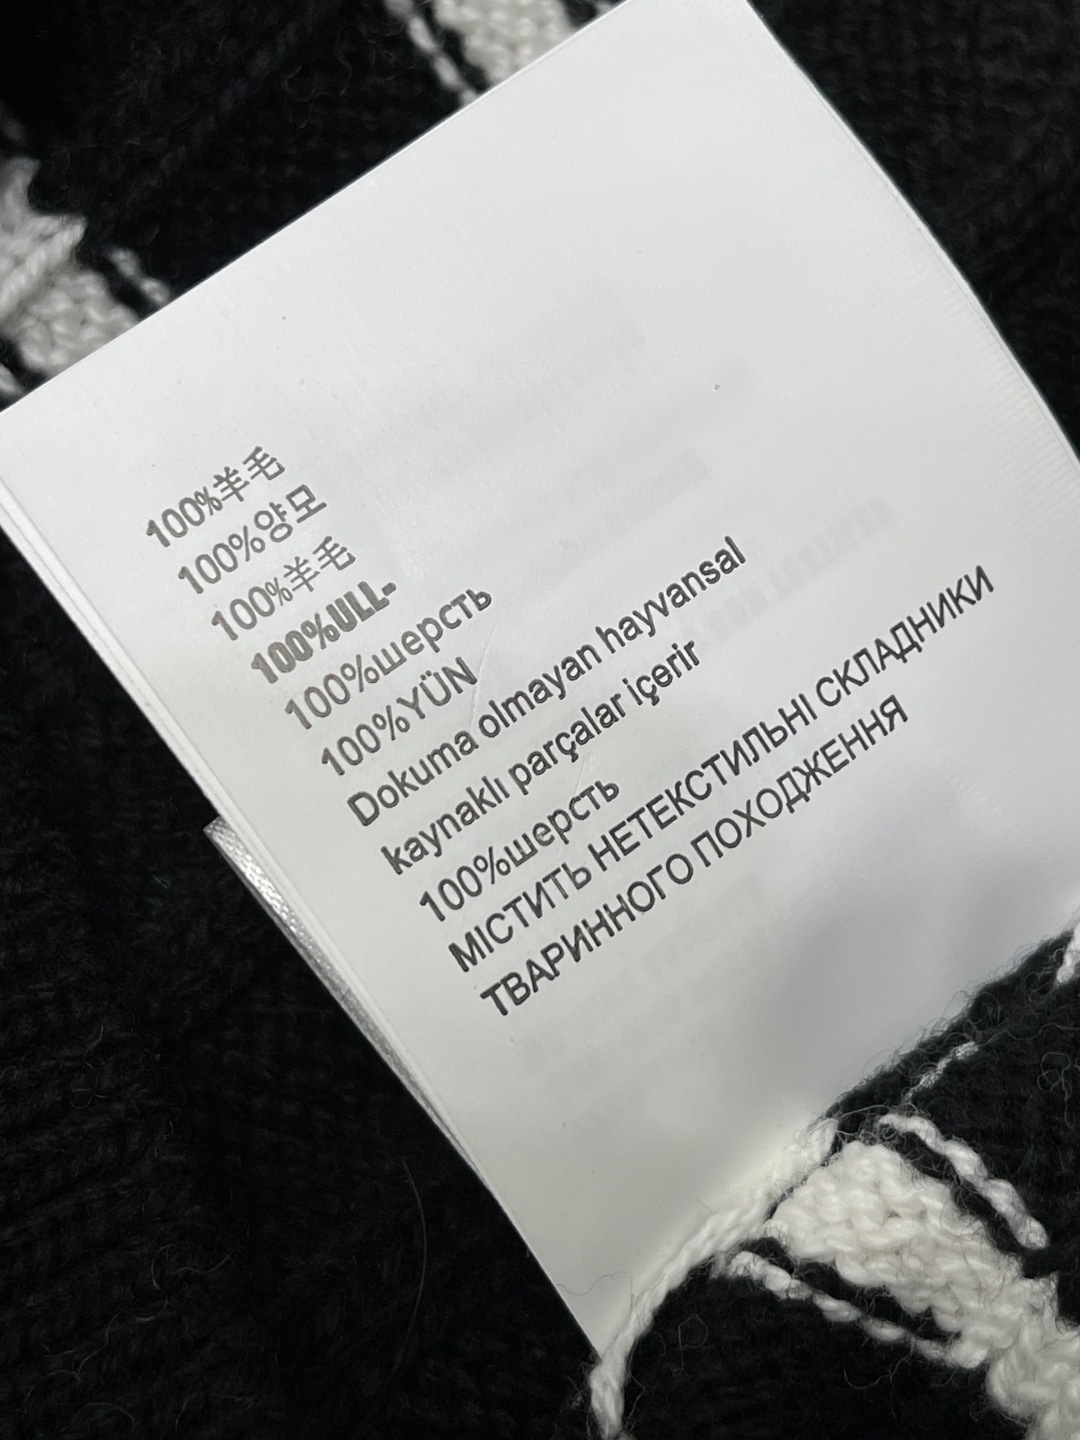 100%羊毛
100%양모
100%羊毛
100%ULL-
100%шерсть
100%YÜN
Dokuma olmayan hayvansal
kaynaklı parçalar içerir
100%шерсть
МІСТИТЬ НЕТЕКСТИЛЬНІ СКЛАДНИКИ
ТВАРИННОГО ПОХОДЖЕННЯ